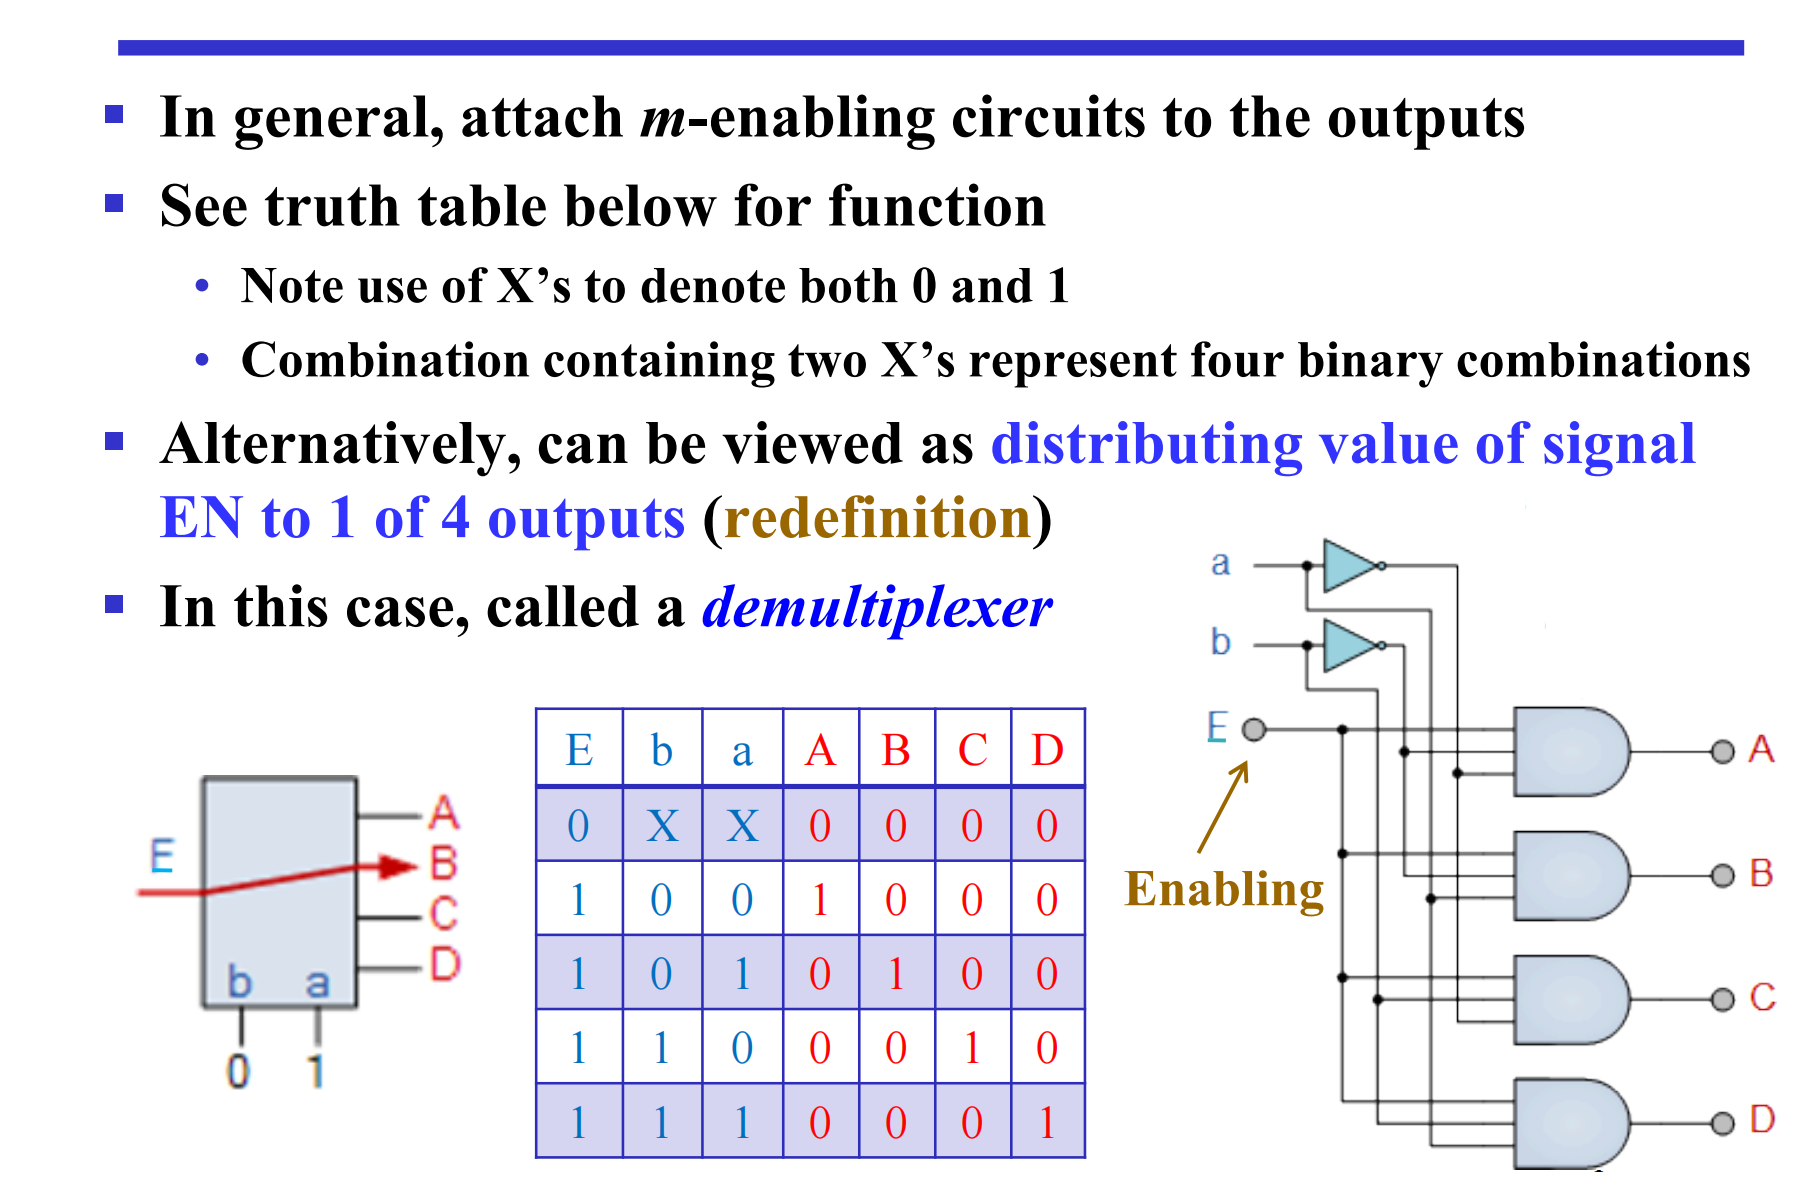 In general, attach m-enabling circuits to the outputs
See truth table below for function
Note use of X’s to denote both 0 and 1
Combination containing two X’s represent four binary combinations
Alternatively, can be viewed as distributing value of signal
EN to 1 of 4 outputs (redefinition)
In this case, called a demultiplexer
E
A
B
C
D
b a
0 1
E b a A B C D
0 X X 0 0 0 0
1 0 0 1 0 0 0
1 0 1 0 1 0 0
1 1 0 0 0 1 0
1 1 1 0 0 0 1
a
b
E
Enabling
A
B
C
D